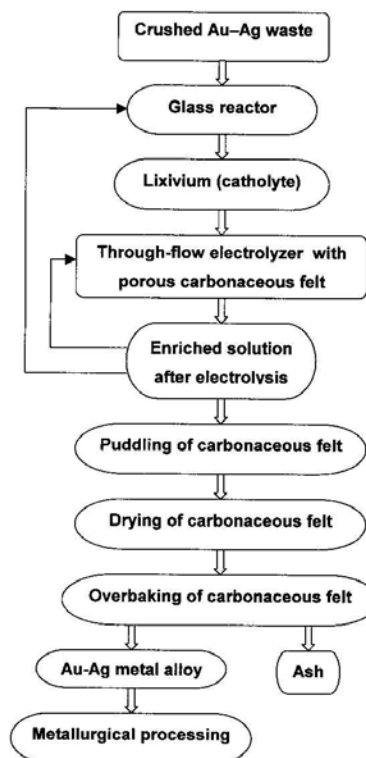 Crushed Au–Ag waste
Glass reactor
Lixivium (catholyte)
Through-flow electrolyzer with
porous carbonaceous felt
Enriched solution
after electrolysis
Puddling of carbonaceous felt
Drying of carbonaceous felt
Overbaking of carbonaceous felt
Au-Ag metal alloy
Ash
Metallurgical processing